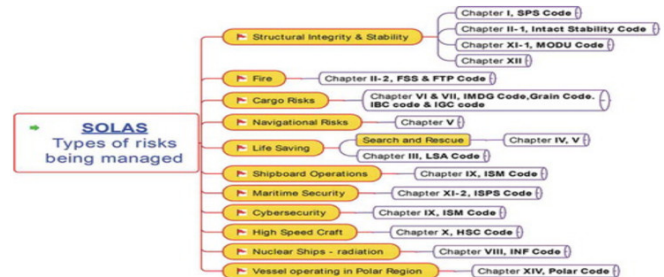 SOLAS
Types of risks
being managed
Structural Integrity & Stability
Chapter I, SPS Code
Chapter II-1, Intact Stability Code
Chapter XI-1, MODU Code
Chapter XII
Fire
Chapter II-2, FSS & FTP Code
Cargo Risks
Chapter VI & VII, IMDG Code,Grain Code.
IBC code & IGC code
Navigational Risks
Chapter V
Life Saving
Search and Rescue
Chapter IV, V
Chapter III, LSA Code
Shipboard Operations
Chapter IX, ISM Code
Maritime Security
Chapter XI-2, ISPS Code
Cybersecurity
Chapter IX, ISM Code
High Speed Craft
Chapter X, HSC Code
Nuclear Ships - radiation
Chapter VIII, INF Code
Vessel operating in Polar Region
Chapter XIV, Polar Code